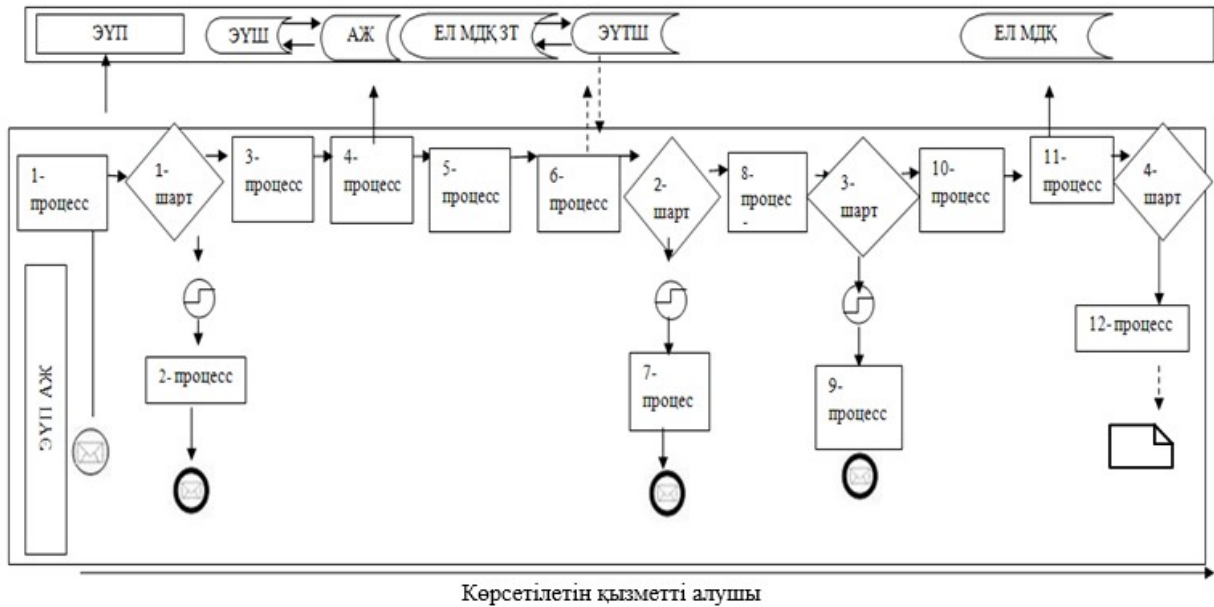 ЭҮП
ЭҮШ
АЖ
ЕЛ МДҚ ЗТ
ЭҮТШ
ЕЛ МДҚ
1-
процесс
1-
шарт
3-
процесс
4-
процесс
5-
процесс
6-
процесс
2-
шарт
8-
процес
-
3-
шарт
10-
процесс
11-
процесс
4-
шарт
2- процесс
7-
процес
9-
процесс
12- процесс
ЭҮП ЖА
Көрсетілетін қызметті алушы